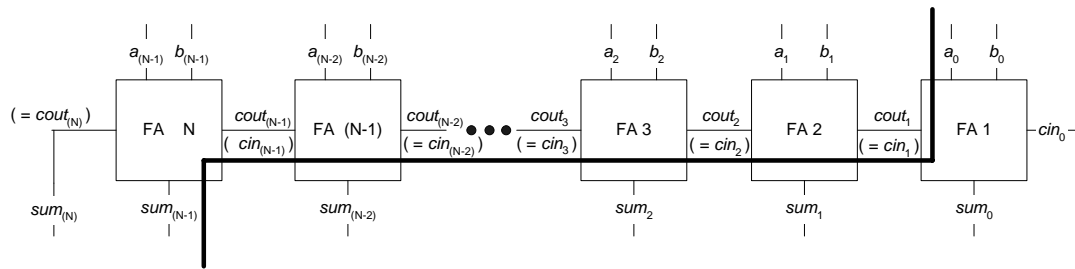 a(N-1) b(N-1) a(N-2) b(N-2) a2 b2 a1 b1 a0 b0
( = cout(N)) FA N cout(N-1) FA (N-1) cout(N-2) cout3 FA 3 cout2 FA 2 cout1 FA 1 cin0
( cin(N-1)) (= cin(N-2)) (= cin3) (= cin2) (= cin1)
sum(N) sum(N-1) sum(N-2) sum2 sum1 sum0